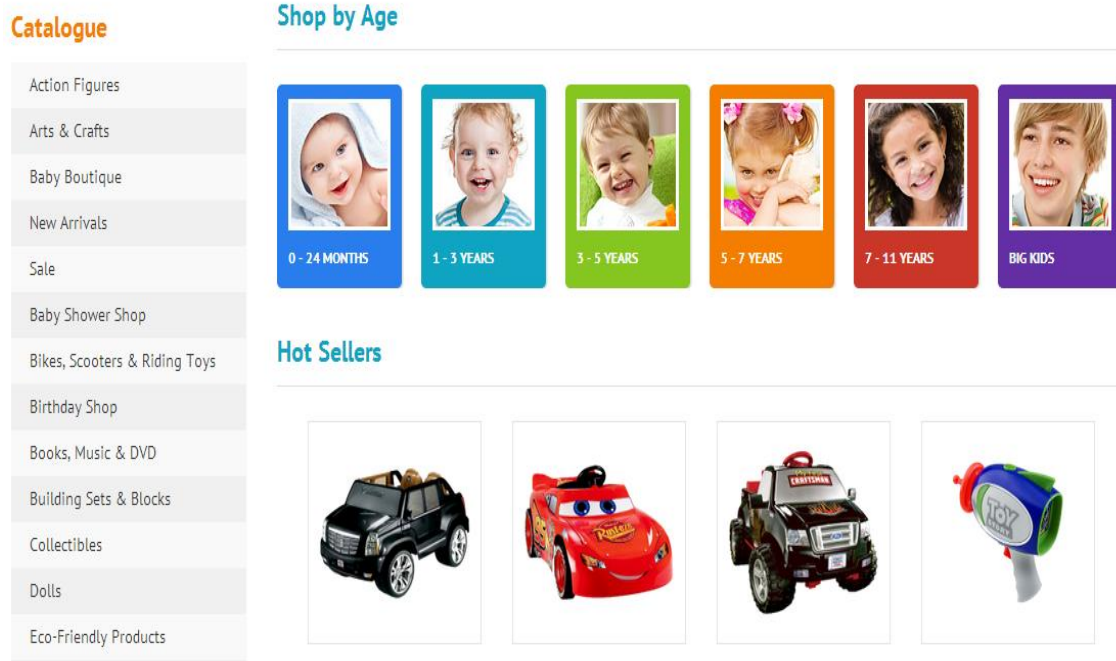 Catalogue
Action Figures
Arts & Crafts
Baby Boutique
New Arrivals
Sale
Baby Shower Shop
Bikes, Scooters & Riding Toys
Birthday Shop
Books, Music & DVD
Building Sets & Blocks
Collectibles
Dolls
Eco-Friendly Products
Shop by Age
0 - 24 MONTHS
1 - 3 YEARS
3 - 5 YEARS
5 - 7 YEARS
7 - 11 YEARS
BIG KIDS
Hot Sellers
95
CRAFTSMAN
TOY
STORY